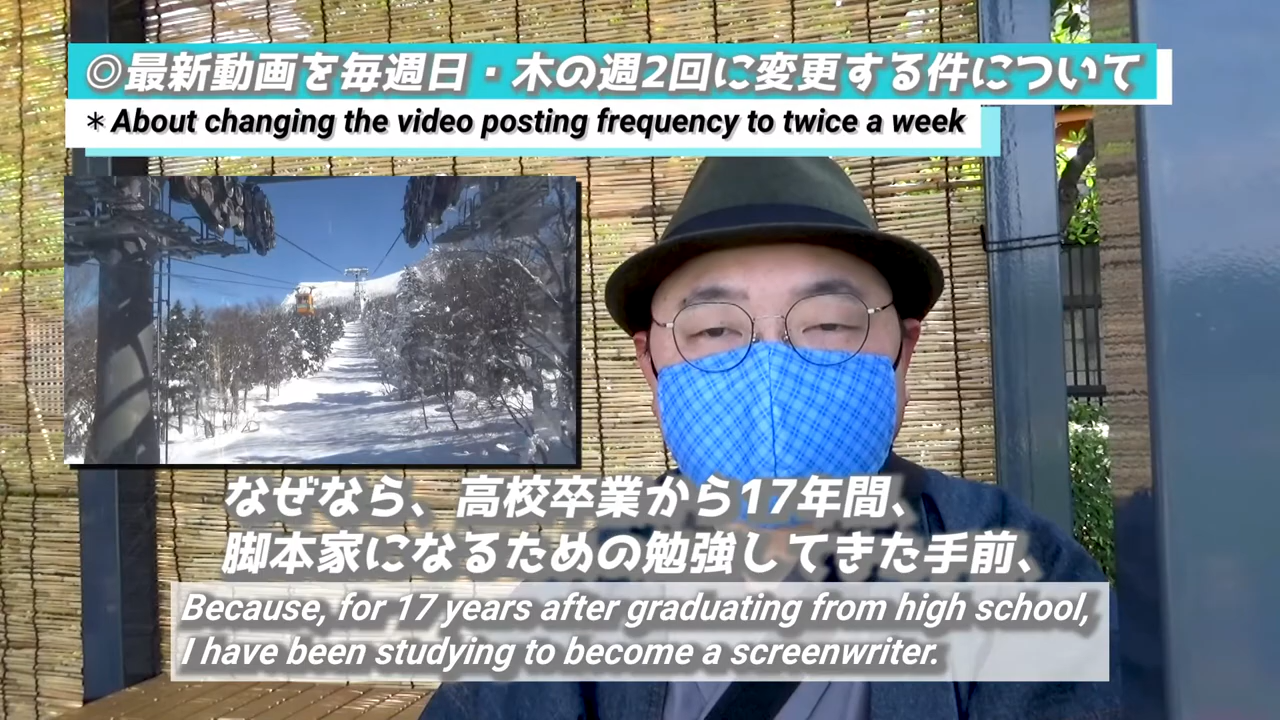 ◎最新動画を毎週日・木の週2回に変更する件について
＊About changing the video posting frequency to twice a week
なぜなら、高校卒業から17年間、
脚本家になるための勉強してきた手前、
Because, for 17 years after graduating from high school,
I have been studying to become a screenwriter.